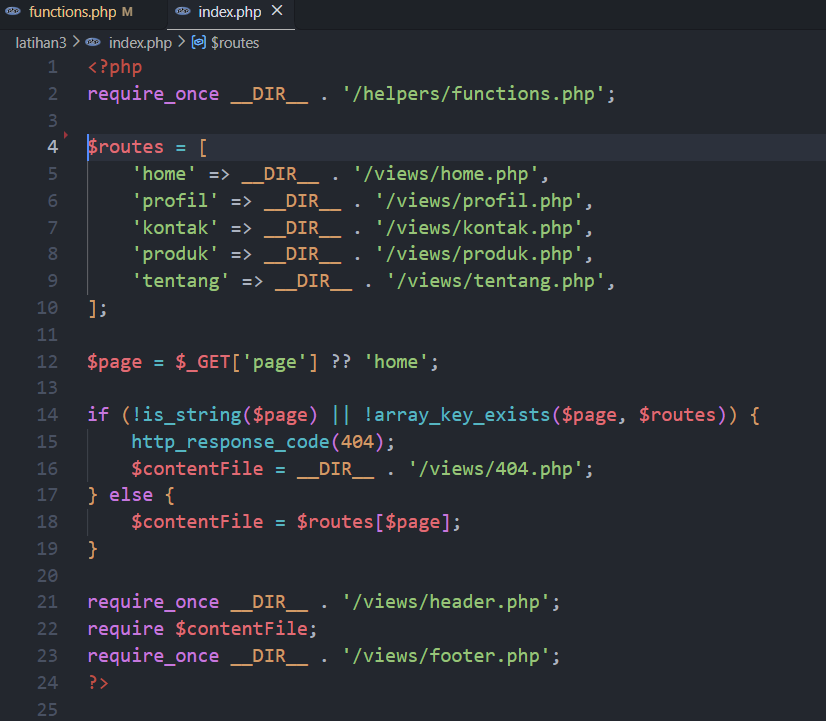 functions.php M index.php ×
latihan3 > index.php > $routes
1 <?php
2 require_once __DIR__ . '/helpers/functions.php';
3
4 $routes = [
5     'home' => __DIR__ . '/views/home.php',
6     'profil' => __DIR__ . '/views/profil.php',
7     'kontak' => __DIR__ . '/views/kontak.php',
8     'produk' => __DIR__ . '/views/produk.php',
9     'tentang' => __DIR__ . '/views/tentang.php',
10 ];
11
12 $page = $_GET['page'] ?? 'home';
13
14 if (!is_string($page) || !array_key_exists($page, $routes)) {
15     http_response_code(404);
16     $contentFile = __DIR__ . '/views/404.php';
17 } else {
18     $contentFile = $routes[$page];
19 }
20
21 require_once __DIR__ . '/views/header.php';
22 require $contentFile;
23 require_once __DIR__ . '/views/footer.php';
24 ?>
25